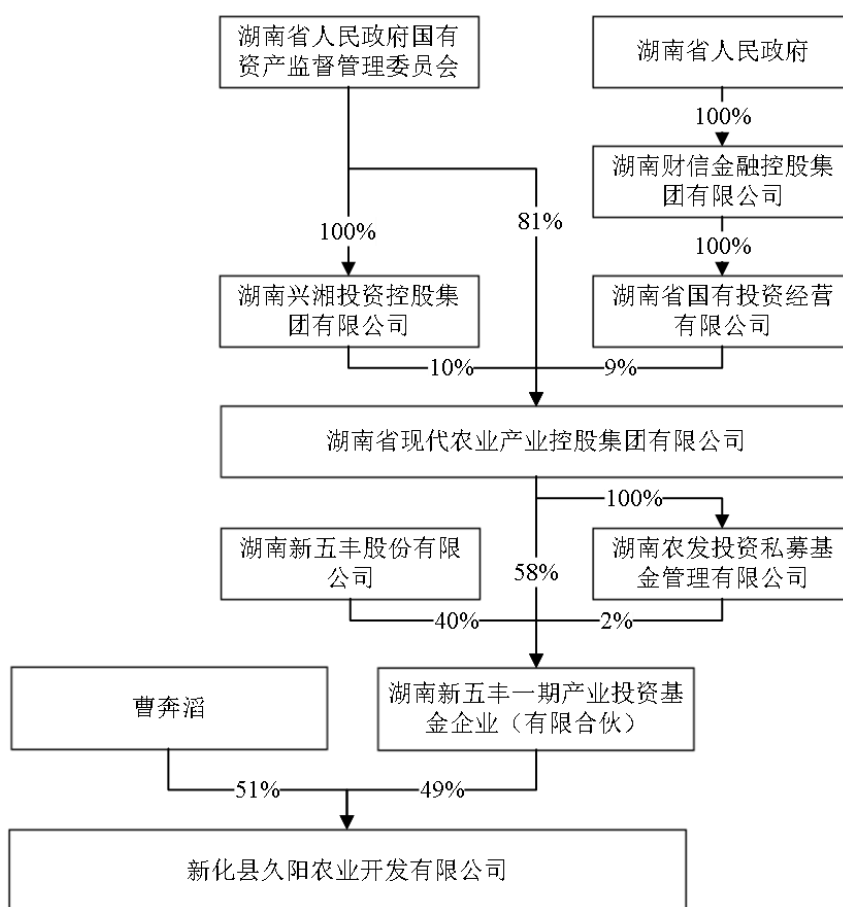 湖南省人民政府国有
资产监督管理委员会
湖南省人民政府
100%
湖南财信金融控股集
团有限公司
81%
100%
100%
湖南兴湘投资控股集
团有限公司
湖南省国有投资经营
有限公司
10%
9%
湖南省现代农业产业控股集团有限公司
100%
湖南新五丰股份有限
公司
58%
湖南农发投资私募基
金管理有限公司
40%
2%
曹奔滔
湖南新五丰一期产业投资基
金企业（有限合伙）
51%
49%
新化县久阳农业开发有限公司